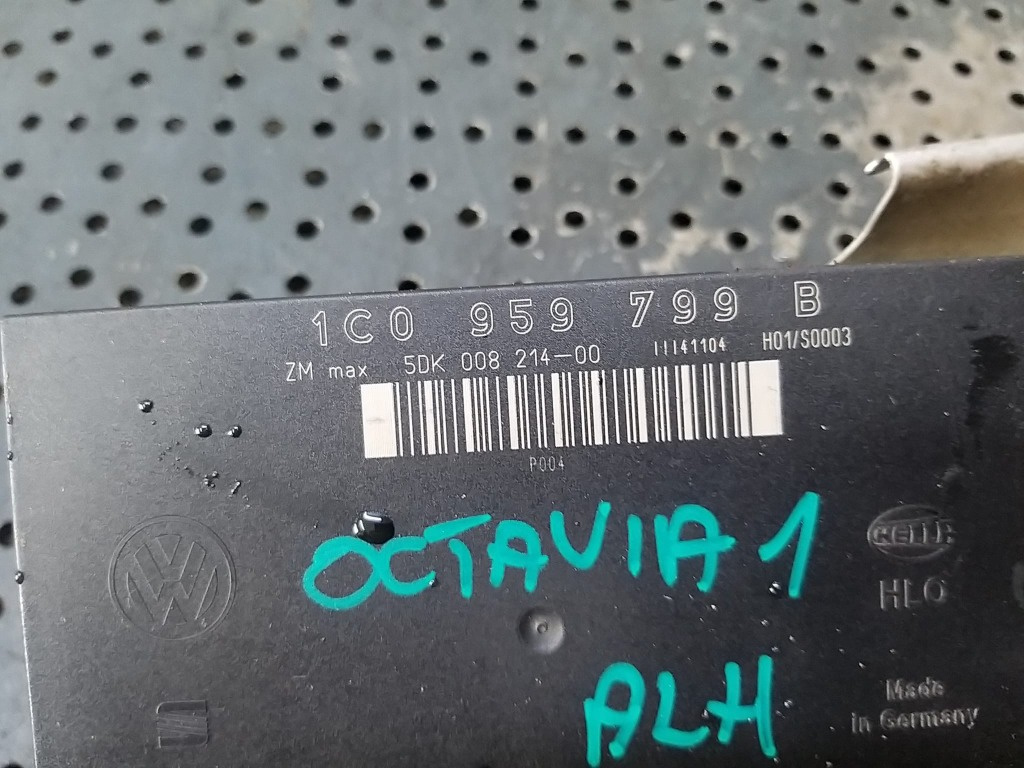 1C0 959 799 B
ZM max 5DK 008 214-00 11141104 H01/S0003
P004
OCTAVIA 1
HELLA
HLO
ALH
Made
in Germany